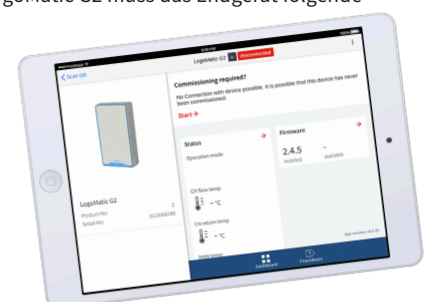 goMatic G2 muss das Endgerät folgende
Scan QR
LogoMatic G2
disconnected
Commissioning required?
No Connection with device possible. It is possible that this device has never
been commissioned.
Start
Status
Operation mode
CH flow temp
- °C
CH return temp
- °C
Firmware
2.4.5
installed
-
available
LogoMatic G2
Product No.
2
Serial No.
Dashboard
Procedures